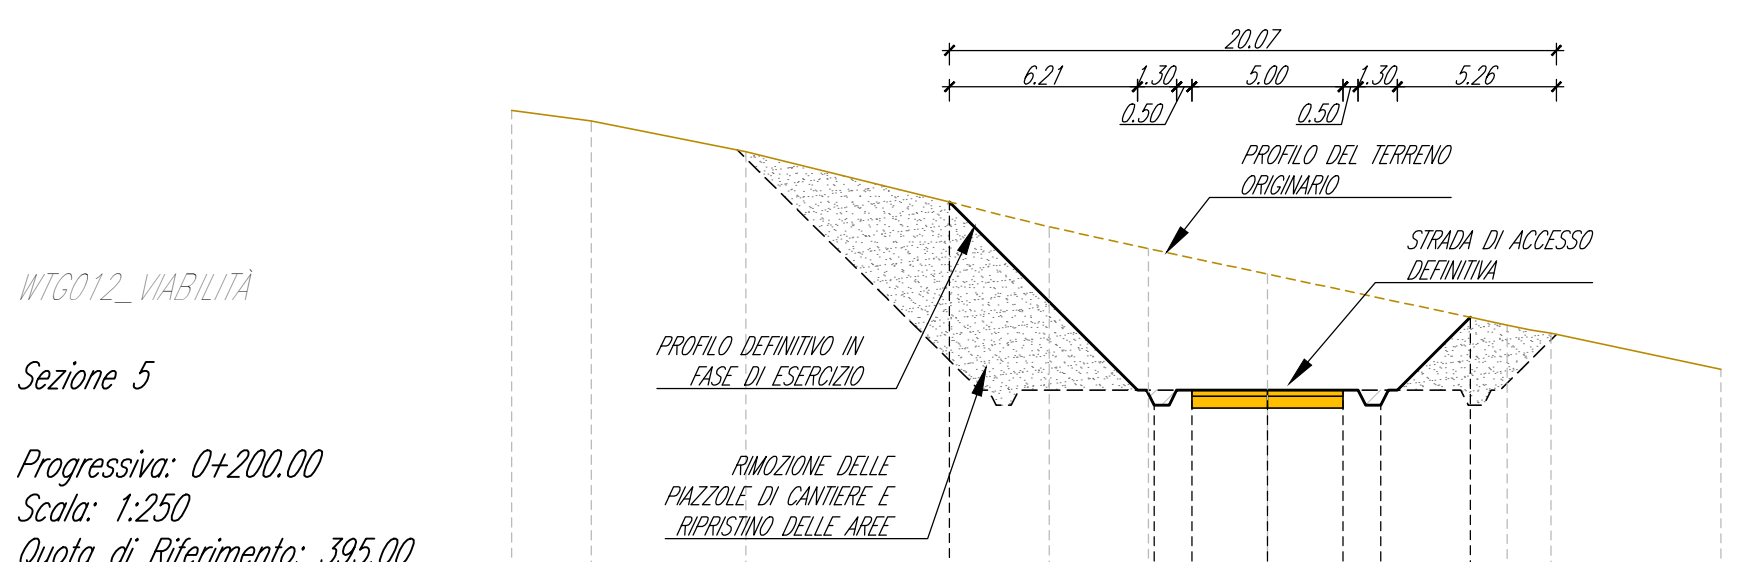 20.07
6.21 1.30 5.00 1.30 5.26
0.50 0.50
PROFILO DEL TERRENO
ORIGINARIO
STRADA DI ACCESSO
DEFINITIVA
WTG012_VIABILITÀ
PROFILO DEFINITIVO IN
FASE DI ESERCIZIO
Sezione 5
RIMOZIONE DELLE
PIAZZOLE DI CANTIERE E
RIPRISTINO DELLE AREE
Progressiva: 0+200.00
Scala: 1:250
Quota di Riferimento: 395.00